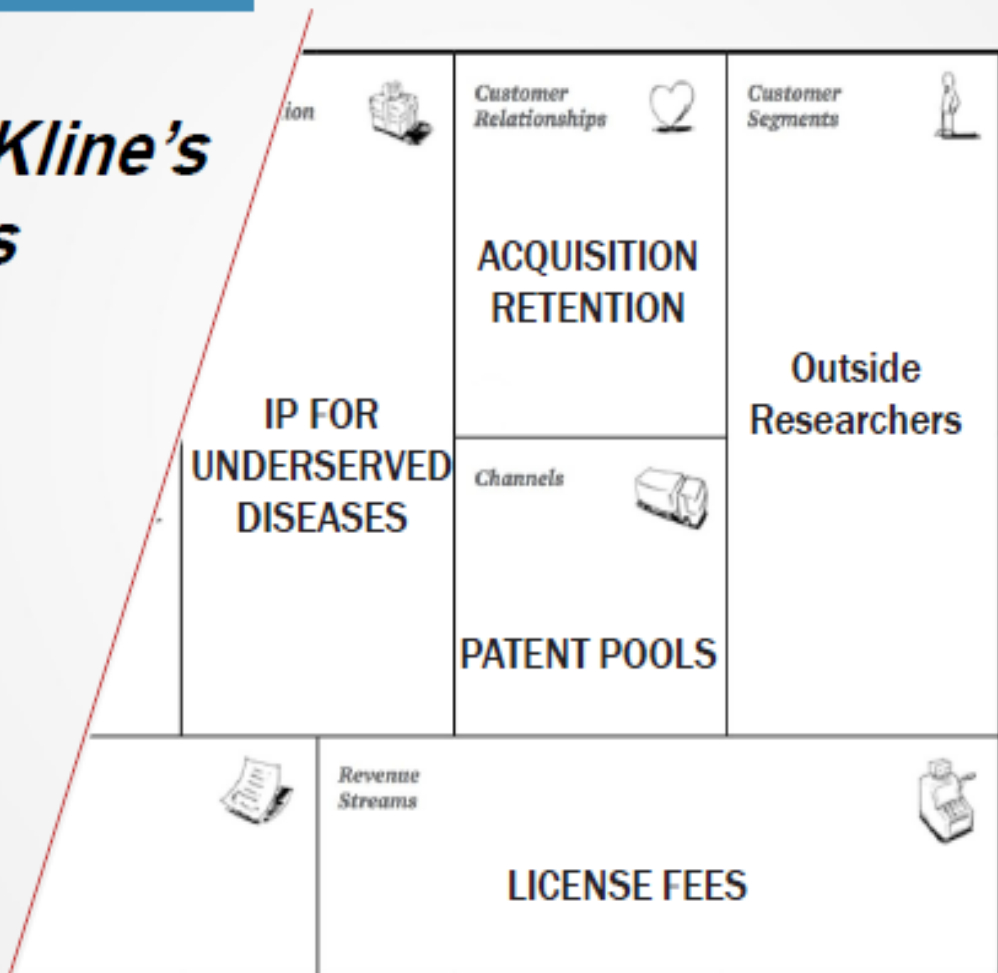 Kline's
s
ion
IP FOR
UNDERSERVED
DISEASES
Customer
Relationships
ACQUISITION
RETENTION
Channels
PATENT POOLS
Customer
Segments
Outside
Researchers
Revenue
Streams
LICENSE FEES